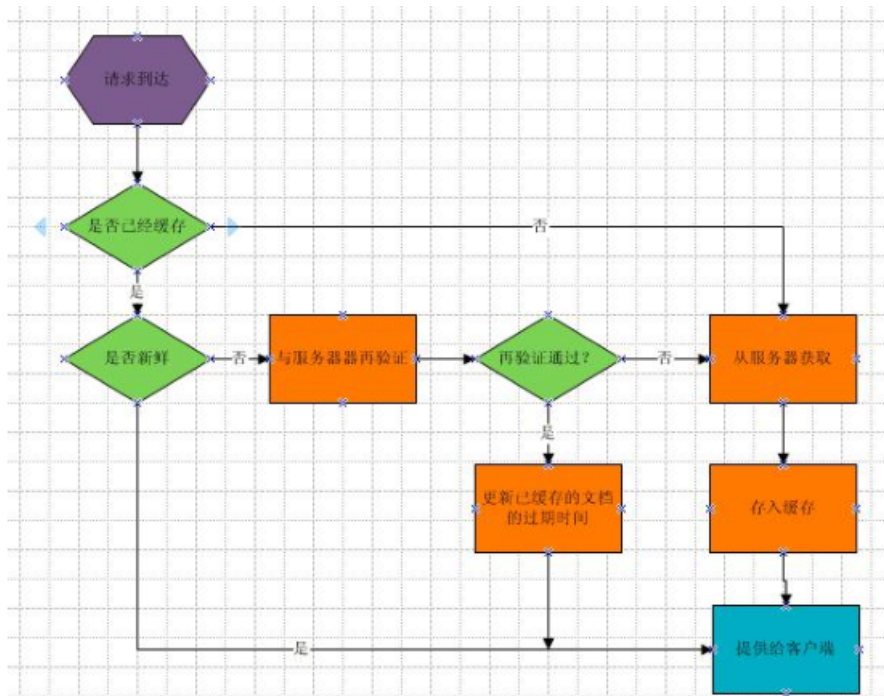 请求到达
是否已经缓存
否
是
是否新鲜
否
与服务器器再验证
再验证通过?
否
从服务器获取
是
更新已缓存的文档
的过期时间
存入缓存
是
提供给客户端